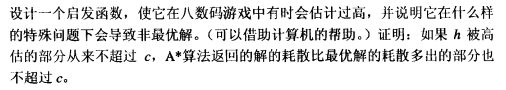 设计一个启发函数，使它在八数码游戏中有时会估计过高，并说明它在什么样
的特殊问题下会导致非最优解。（可以借助计算机的帮助。）证明：如果 h 被高
估的部分从来不超过 c，A*算法返回的解的耗散比最优解的耗散多出的部分也
不超过 c。